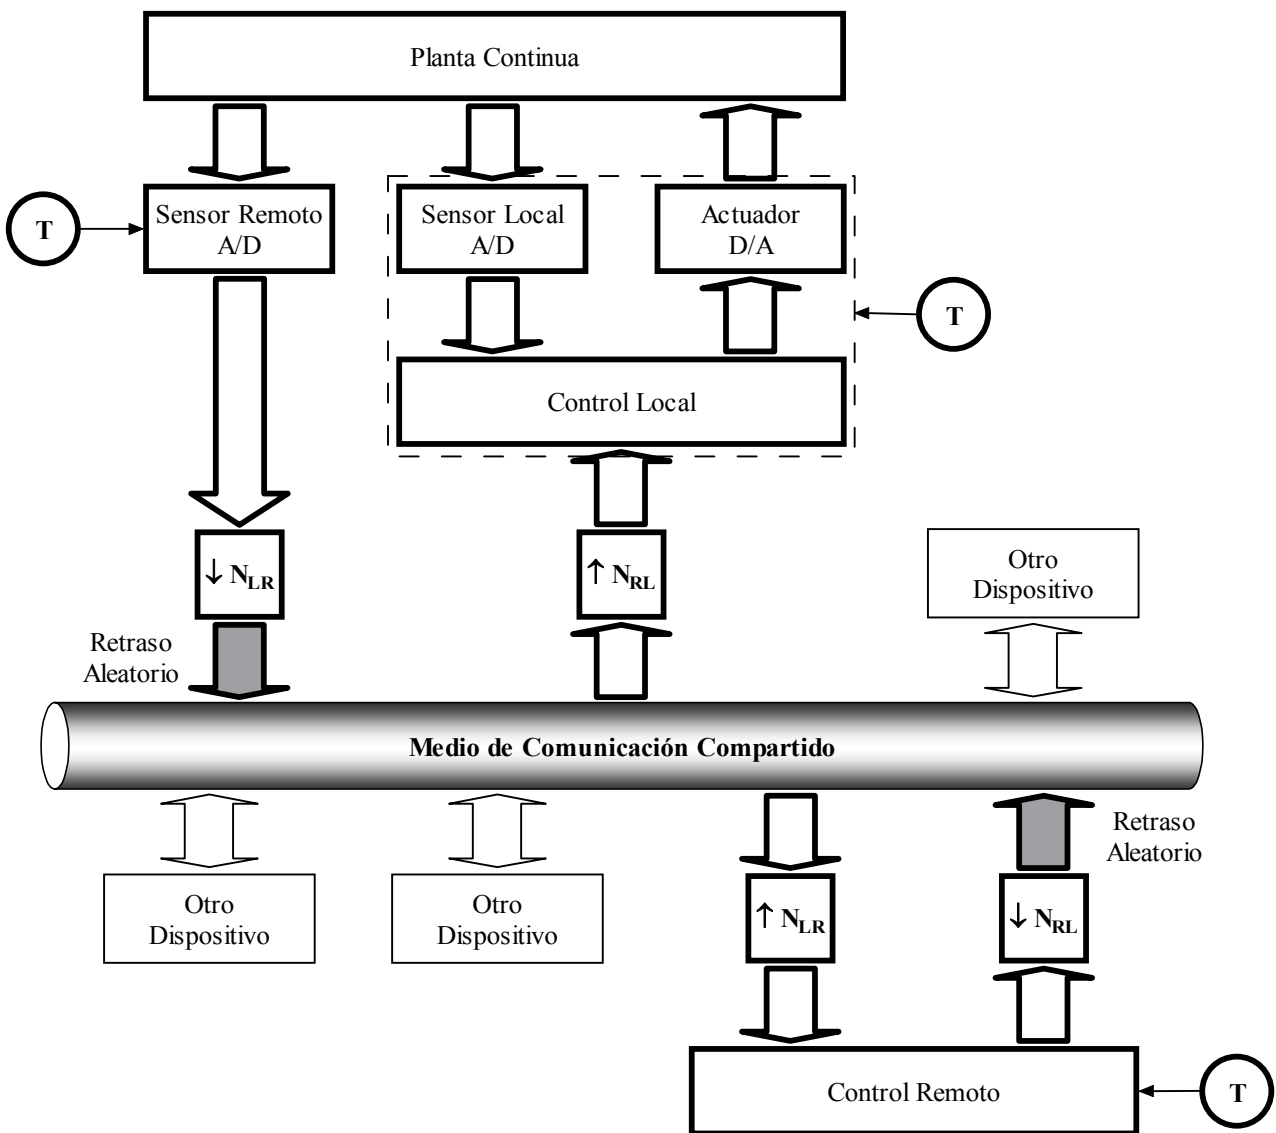 Planta Continua
Sensor Remoto
A/D
Sensor Local
A/D
Actuador
D/A
T
T
Control Local
↓ NLR
↑ NRL
Otro
Dispositivo
Retraso
Aleatorio
Medio de Comunicación Compartido
Otro
Dispositivo
Otro
Dispositivo
↑ NLR
↓ NRL
Retraso
Aleatorio
Control Remoto
T